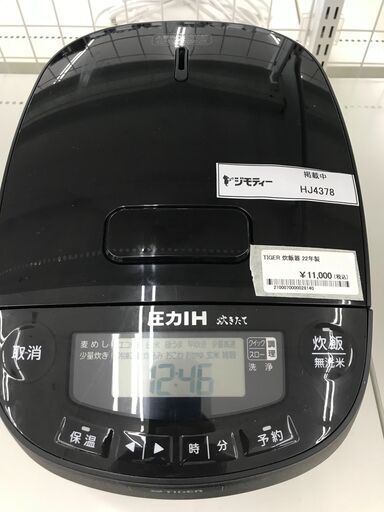 ジモティー
掲載中
HJ4378
TIGER 炊飯器 22年製
¥11,000(税込)
2100070000028140
圧力IH 炊きたて
取消
麦めし
少量炊き
クイック
スロー
調理
洗浄
12:46
炊飯
無洗米
保温
時
分
予約
TIGER